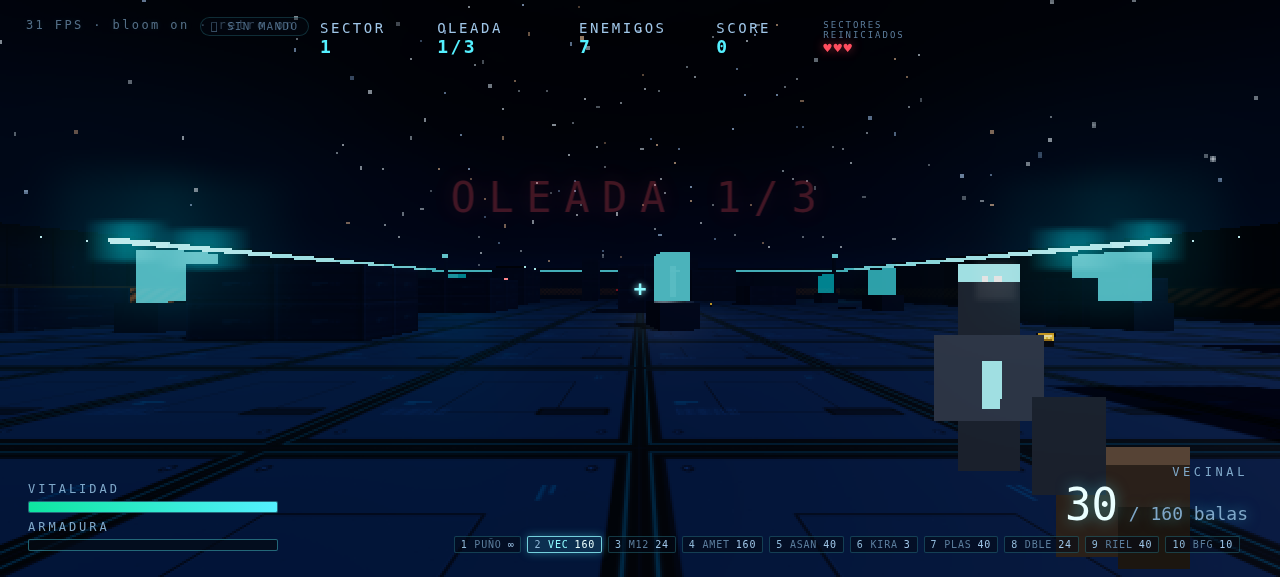 31 FPS · bloom on
SIN MANDO
SECTOR
1
OLEADA
1/3
ENEMIGOS
7
SCORE
0
SECTORES
REINICIADOS
♥♥♥
OLEADA 1/3
VITALIDAD
ARMADURA
VECINAL
30 / 160 balas
1 PUÑO ∞
2 VEC 160
3 M12 24
4 AMET 160
5 ASAN 40
6 KIRA 3
7 PLAS 40
8 DBLE 24
9 RIEL 40
10 BFG 10